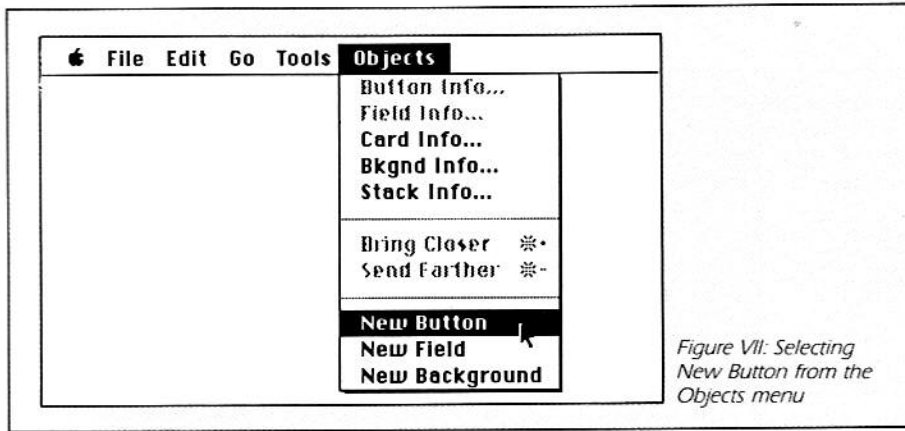 File Edit Go Tools Objects
Button Info...
Field Info...
Card Info...
Bkgnd Info...
Stack Info...
Bring Closer ⌘+
Send Farther ⌘-
New Button
New Field
New Background
Figure VII: Selecting
New Button from the
Objects menu